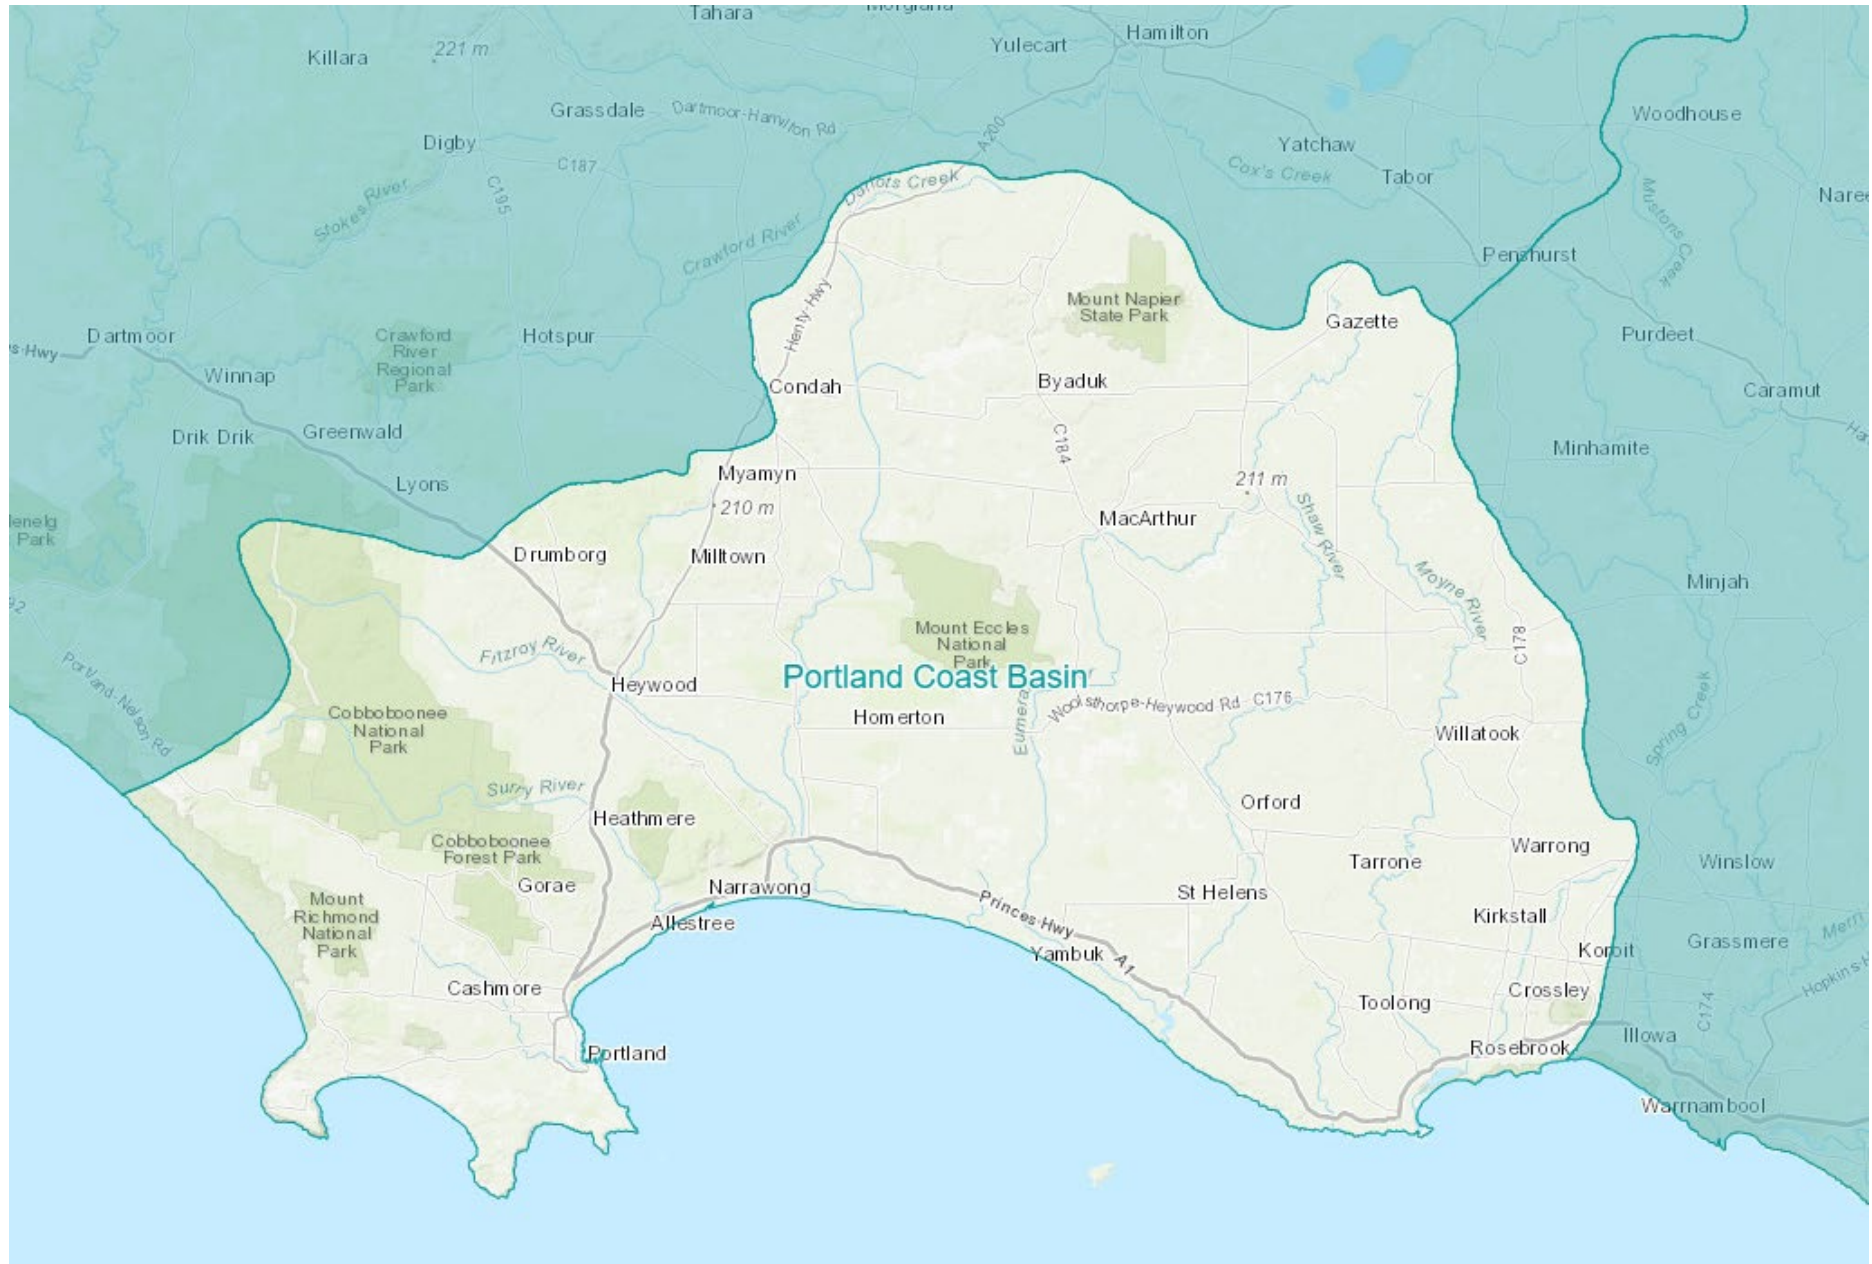 Tahara
Yulecart
Hamilton
Killara
221 m
Grassdale
Dartmoor-Hamilton Rd
A200
Woodhouse
Digby
C187
Yatchaw
Cox's Creek
Tabor
C195
Stokes River
Darlots Creek
Mustons Creek
Crawford River
Penshurst
Mount Napier
State Park
Gazette
Dartmoor
Crawford
River
Regional
Park
Hotspur
Henty Hwy
Purdeet
Winnap
Condah
Byaduk
Caramut
Drik Drik
Greenwald
C184
Minhamite
Lyons
Myamyn
210 m
211 m
Shaw River
MacArthur
Park
Drumborg
Milltown
Moyne River
Minjah
Mount Eccles
National
Park
C178
Fitzroy River
Portland Coast Basin
Heywood
Portland-Nelson Rd
Woolsthorpe-Heywood Rd
C176
Homerton
Eumeralla
Cobboboonee
National
Park
Willatook
Spring Creek
Surry River
Heathmere
Orford
Cobboboonee
Forest Park
Warrong
Tarrone
Winslow
Gorae
Narrawong
St Helens
Mount
Richmond
National
Park
Princes Hwy
Kirkstall
Allestree
Yambuk
A1
Koroit
Grassmere
Cashmore
Toolong
Crossley
C174
Portland
Rosebrook
Illowa
Warrnambool